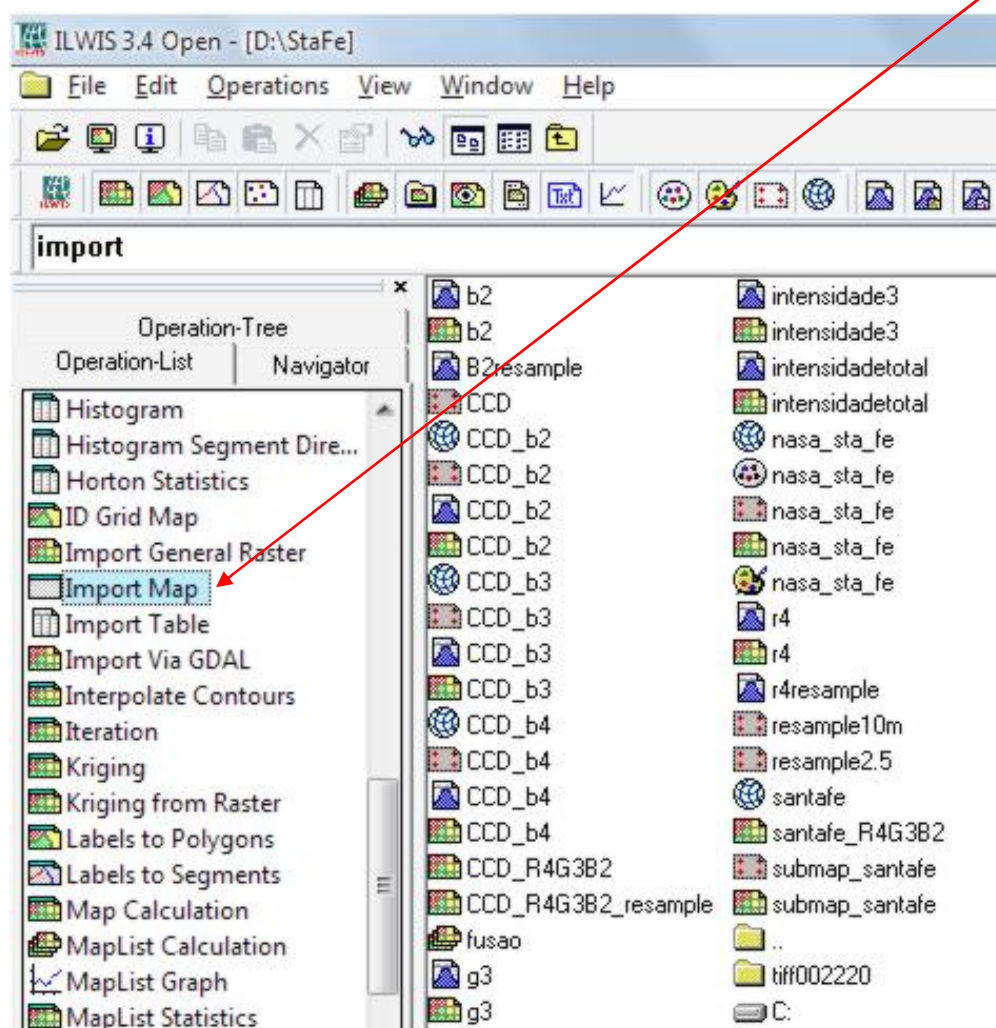 ILWIS 3.4 Open - [D:\StaFe]
File Edit Operations View Window Help
ILWIS
Txt
import
Operation-Tree
Operation-List Navigator
Histogram
Histogram Segment Dire...
Horton Statistics
ID Grid Map
Import General Raster
Import Map
Import Table
Import Via GDAL
Interpolate Contours
Iteration
Kriging
Kriging from Raster
Labels to Polygons
Labels to Segments
Map Calculation
MapList Calculation
MapList Graph
MapList Statistics
b2
b2
B2resample
CCD
CCD_b2
CCD_b2
CCD_b2
CCD_b2
CCD_b3
CCD_b3
CCD_b3
CCD_b3
CCD_b4
CCD_b4
CCD_b4
CCD_b4
CCD_R4G3B2
CCD_R4G3B2_resample
fusao
g3
g3
intensidade3
intensidade3
intensidadetotal
intensidadetotal
nasa_sta_fe
nasa_sta_fe
nasa_sta_fe
nasa_sta_fe
nasa_sta_fe
r4
r4
r4resample
resample10m
resample2.5
santafe
santafe_R4G3B2
submap_santafe
submap_santafe
..
tiff002220
C: